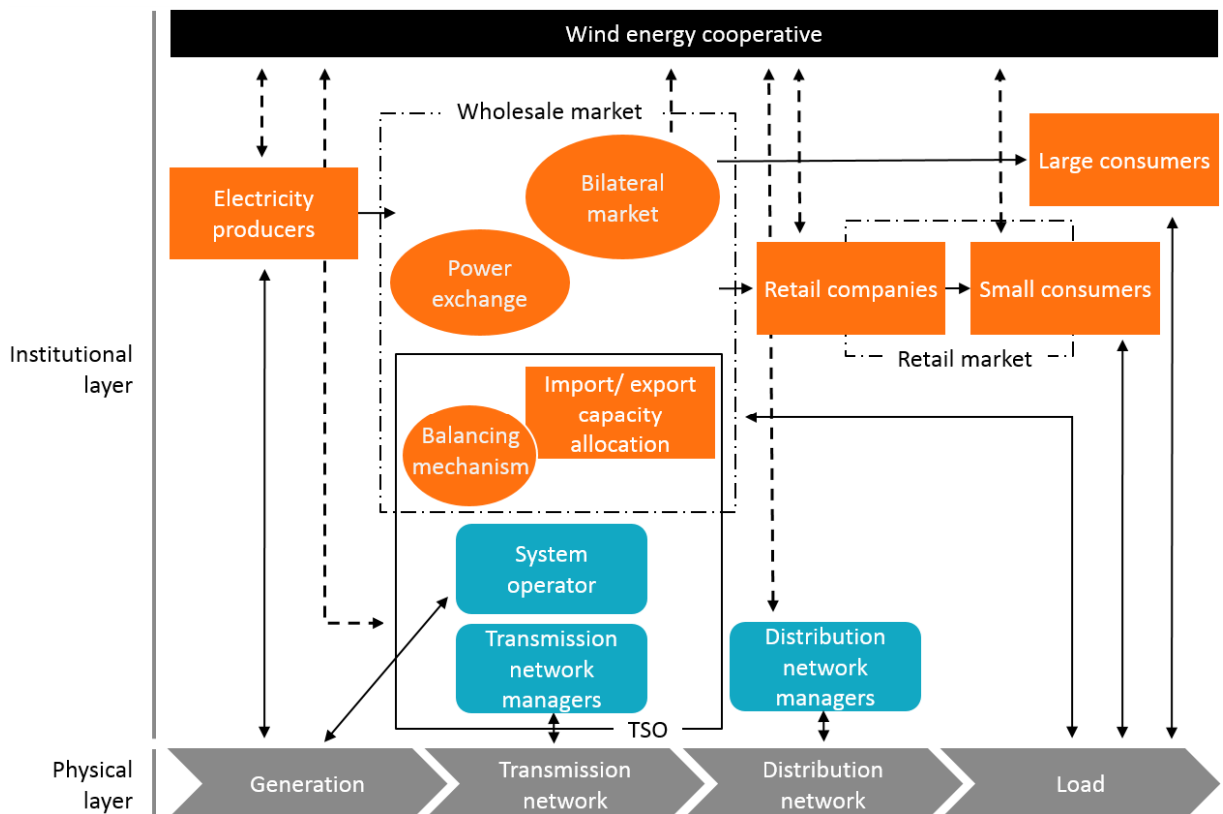 Wind energy cooperative
Wholesale market
Large consumers
Bilateral
market
Electricity
producers
Power
exchange
Retail companies
Small consumers
Retail market
Institutional
layer
Import/ export
capacity
allocation
Balancing
mechanism
System
operator
Transmission
network
managers
Distribution
network
managers
TSO
Physical
layer
Generation
Transmission
network
Distribution
network
Load